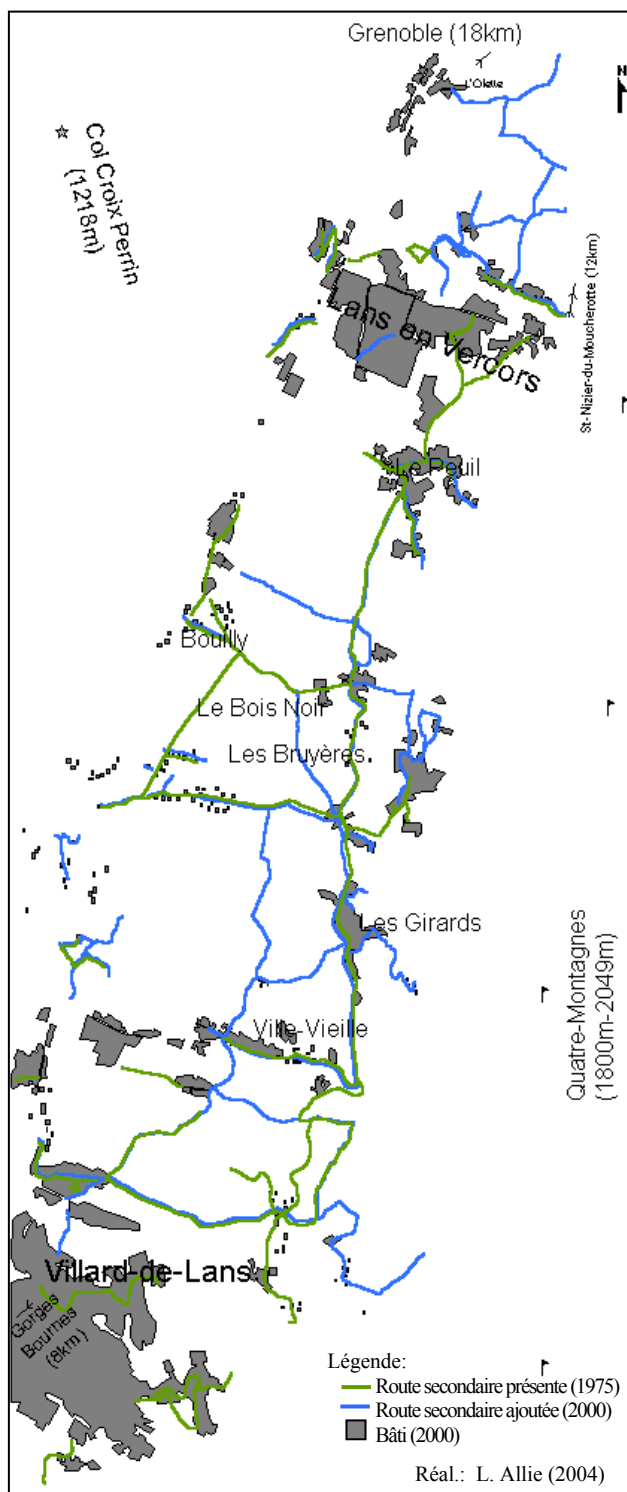 Grenoble (18km)
L'Olette
N
Col Croix Perrin
(1218m)
Lans en Vercors
St-Nizier-du-Moucherotte (12km)
Le Peuil
Bouilly
Le Bois Noir
Les Bruyères
Les Girards
Quatre-Montagnes
(1800m-2049m)
Ville-Vieille
Villard-de-Lans
Gorges
Bournes
(8km)
Légende:
Route secondaire présente (1975)
Route secondaire ajoutée (2000)
Bâti (2000)
Réal.: L. Allie (2004)